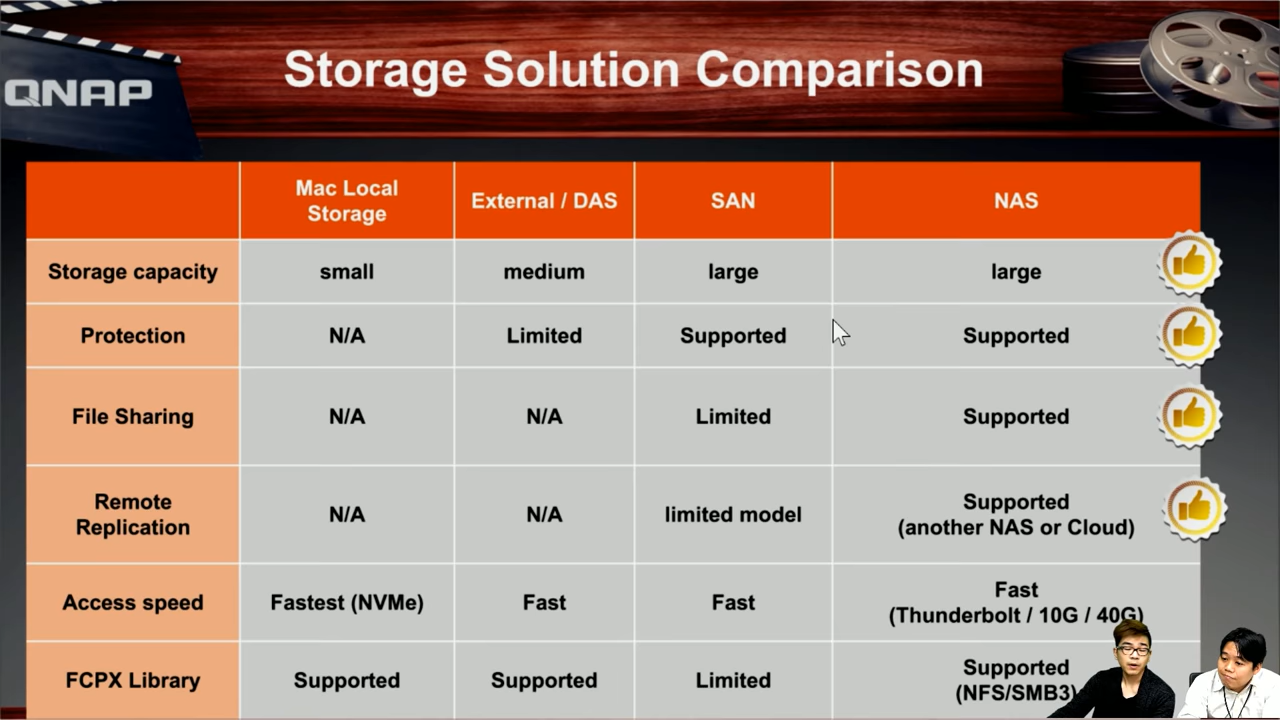 QNAP
Storage Solution Comparison
Mac Local
Storage
External / DAS
SAN
NAS
Storage capacity
small
medium
large
large
Protection
N/A
Limited
Supported
Supported
File Sharing
N/A
N/A
Limited
Supported
Remote
Replication
N/A
N/A
limited model
Supported
(another NAS or Cloud)
Access speed
Fastest (NVMe)
Fast
Fast
Fast
(Thunderbolt / 10G / 40G)
FCPX Library
Supported
Supported
Limited
Supported
(NFS/SMB3)